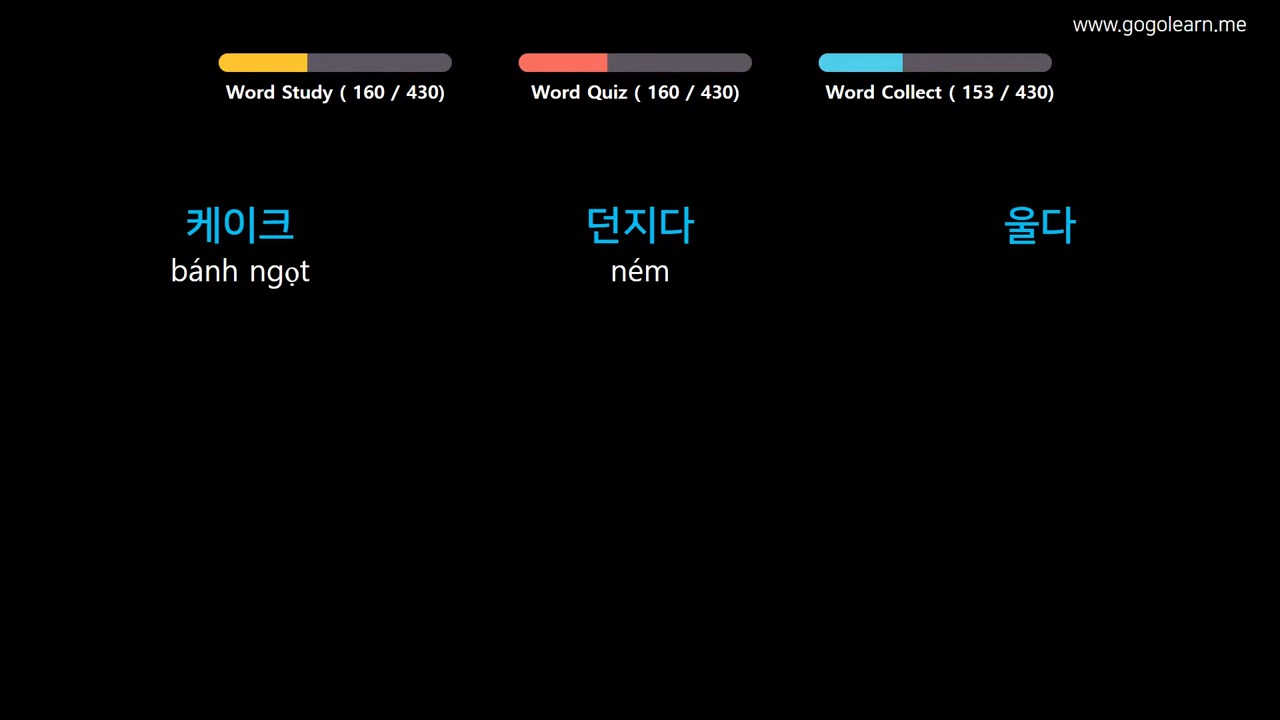 www.gogolearn.me
Word Study ( 160 / 430)
Word Quiz ( 160 / 430)
Word Collect ( 153 / 430)
케이크
bánh ngọt
던지다
ném
울다